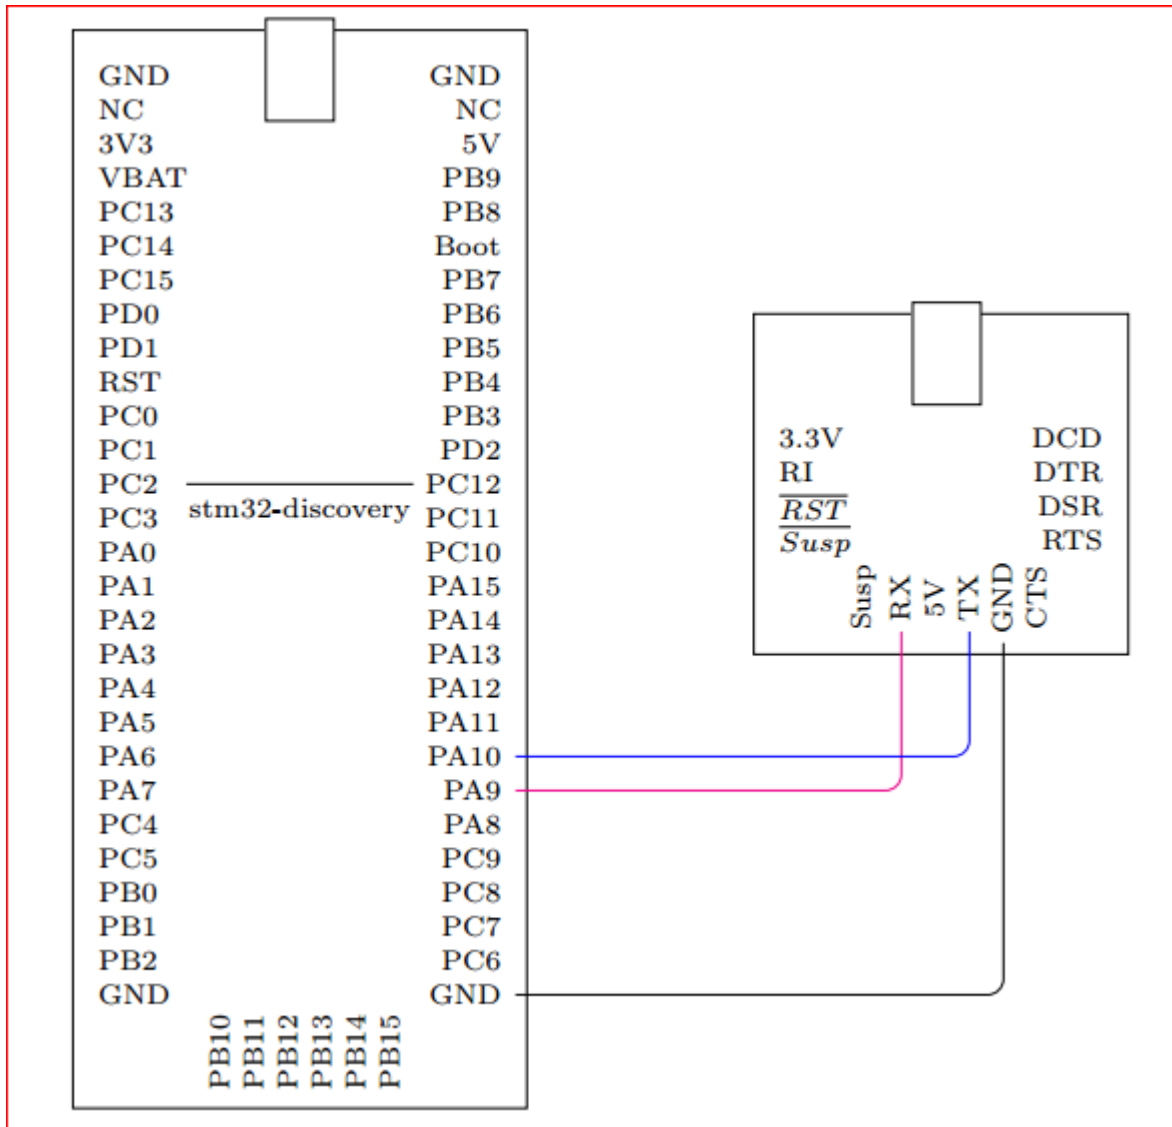 GND GND
NC NC
3V3 5V
VBAT PB9
PC13 PB8
PC14 Boot
PC15 PB7
PD0 PB6
PD1 PB5
RST PB4
PC0 PB3
PC1 PD2
PC2 PC12
stm32-discovery
PC3 PC11
PA0 PC10
PA1 PA15
PA2 PA14
PA3 PA13
PA4 PA12
PA5 PA11
PA6 PA10
PA7 PA9
PC4 PA8
PC5 PC9
PB0 PC8
PB1 PC7
PB2 PC6
GND GND
PB10
PB11
PB12
PB13
PB14
PB15
3.3V DCD
RI DTR
RST DSR
Susp RTS
Susp
RX
5V
TX
GND
CTS